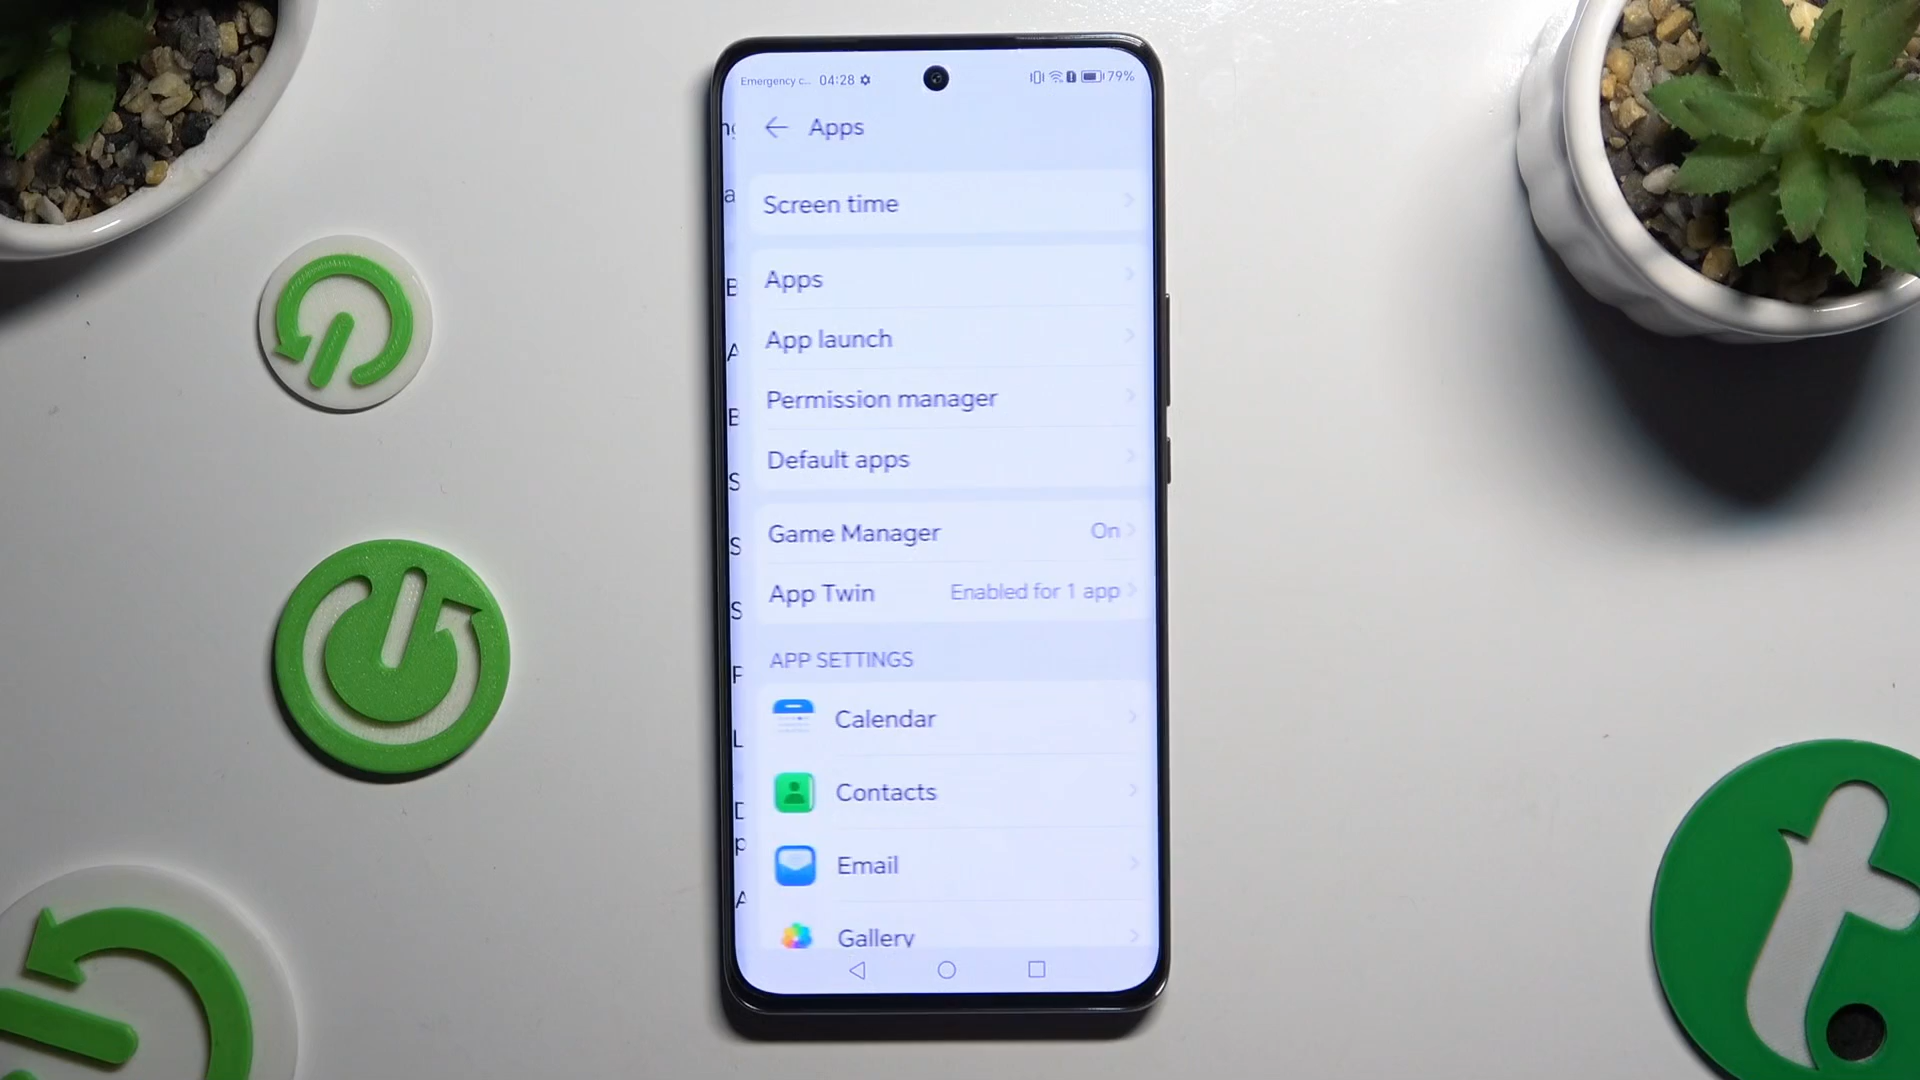 Emergency c... 04:28 79%
Apps
Screen time
Apps
App launch
Permission manager
Default apps
Game Manager On
App Twin Enabled for 1 app
APP SETTINGS
Calendar
Contacts
Email
Gallery